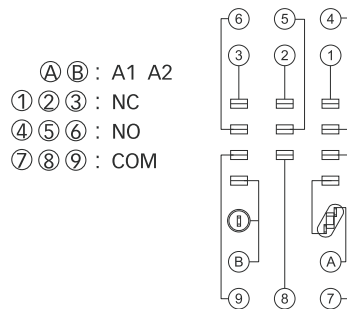 Ⓐ Ⓑ : A1 A2
① ② ③ : NC
④ ⑤ ⑥ : NO
⑦ ⑧ ⑨ : COM
⑥ ⑤ ④
③ ② ①
Ⓑ Ⓐ
⑨ ⑧ ⑦